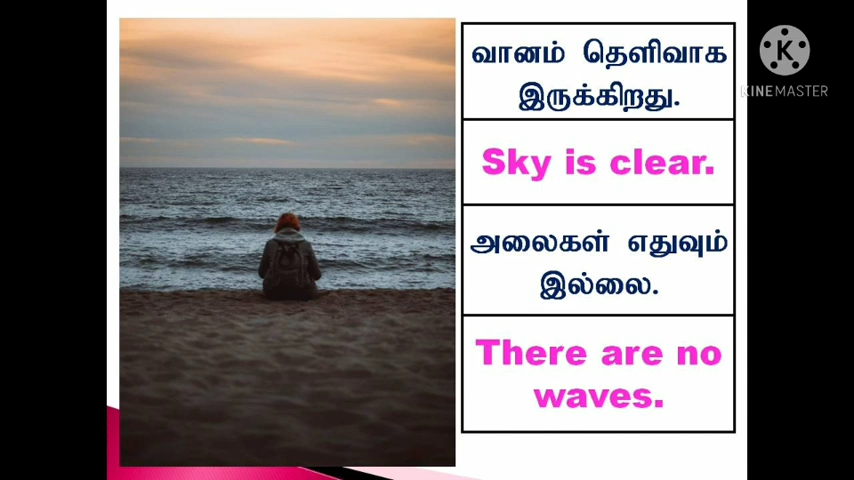 வானம் தெளிவாக
இருக்கிறது.
Sky is clear.
அலைகள் எதுவும்
இல்லை.
There are no
waves.
K
KINEMASTER